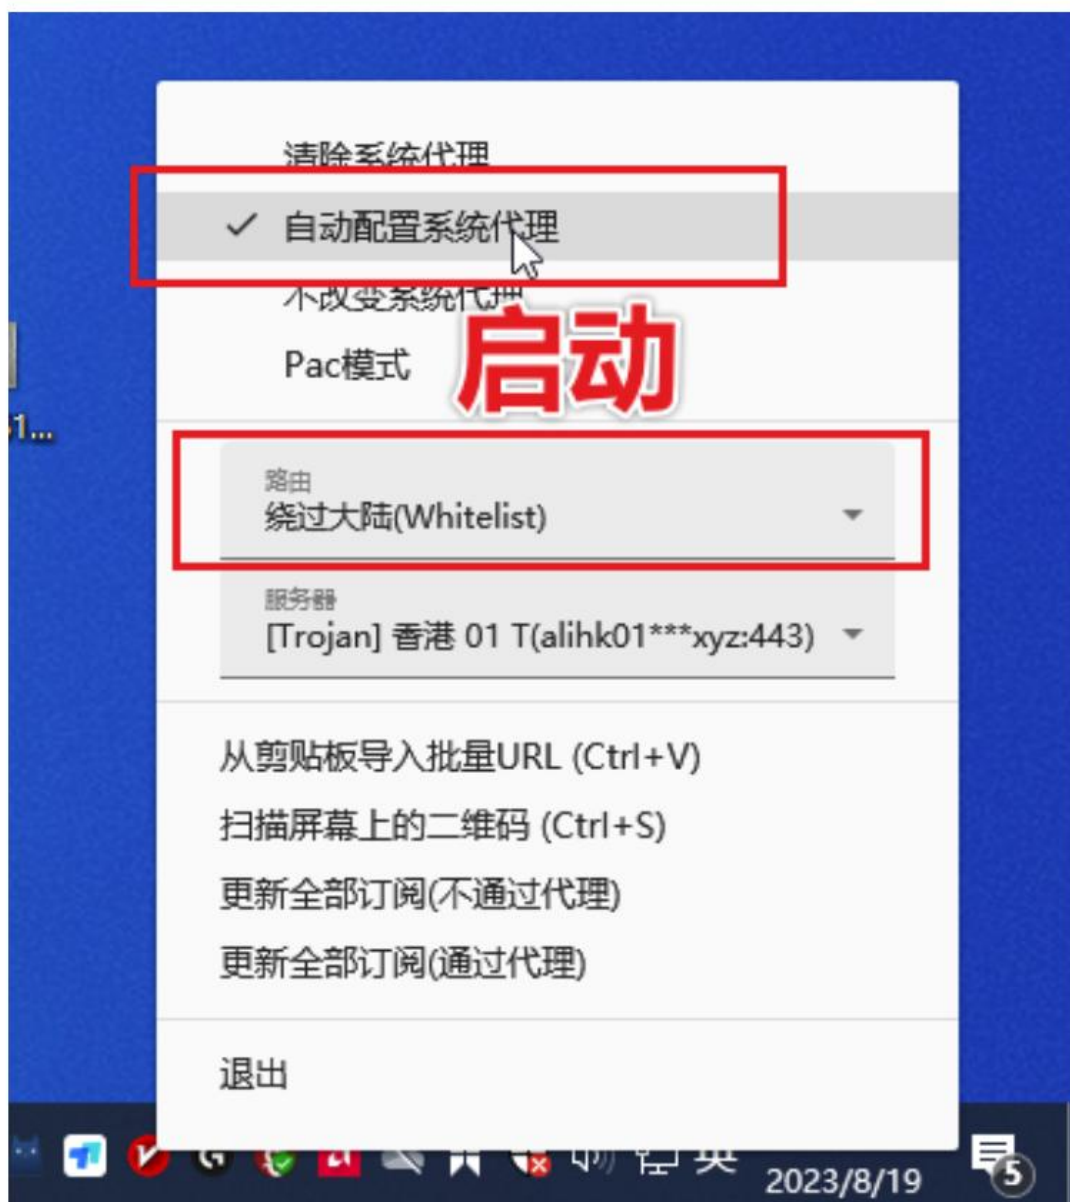 清除系统代理
自动配置系统代理
不改变系统代理
Pac模式
启动
1...
路由
绕过大陆(Whitelist)
服务器
[Trojan] 香港 01 T(alihk01***xyz:443)
从剪贴板导入批量URL (Ctrl+V)
扫描屏幕上的二维码 (Ctrl+S)
更新全部订阅(不通过代理)
更新全部订阅(通过代理)
退出
英
2023/8/19
5